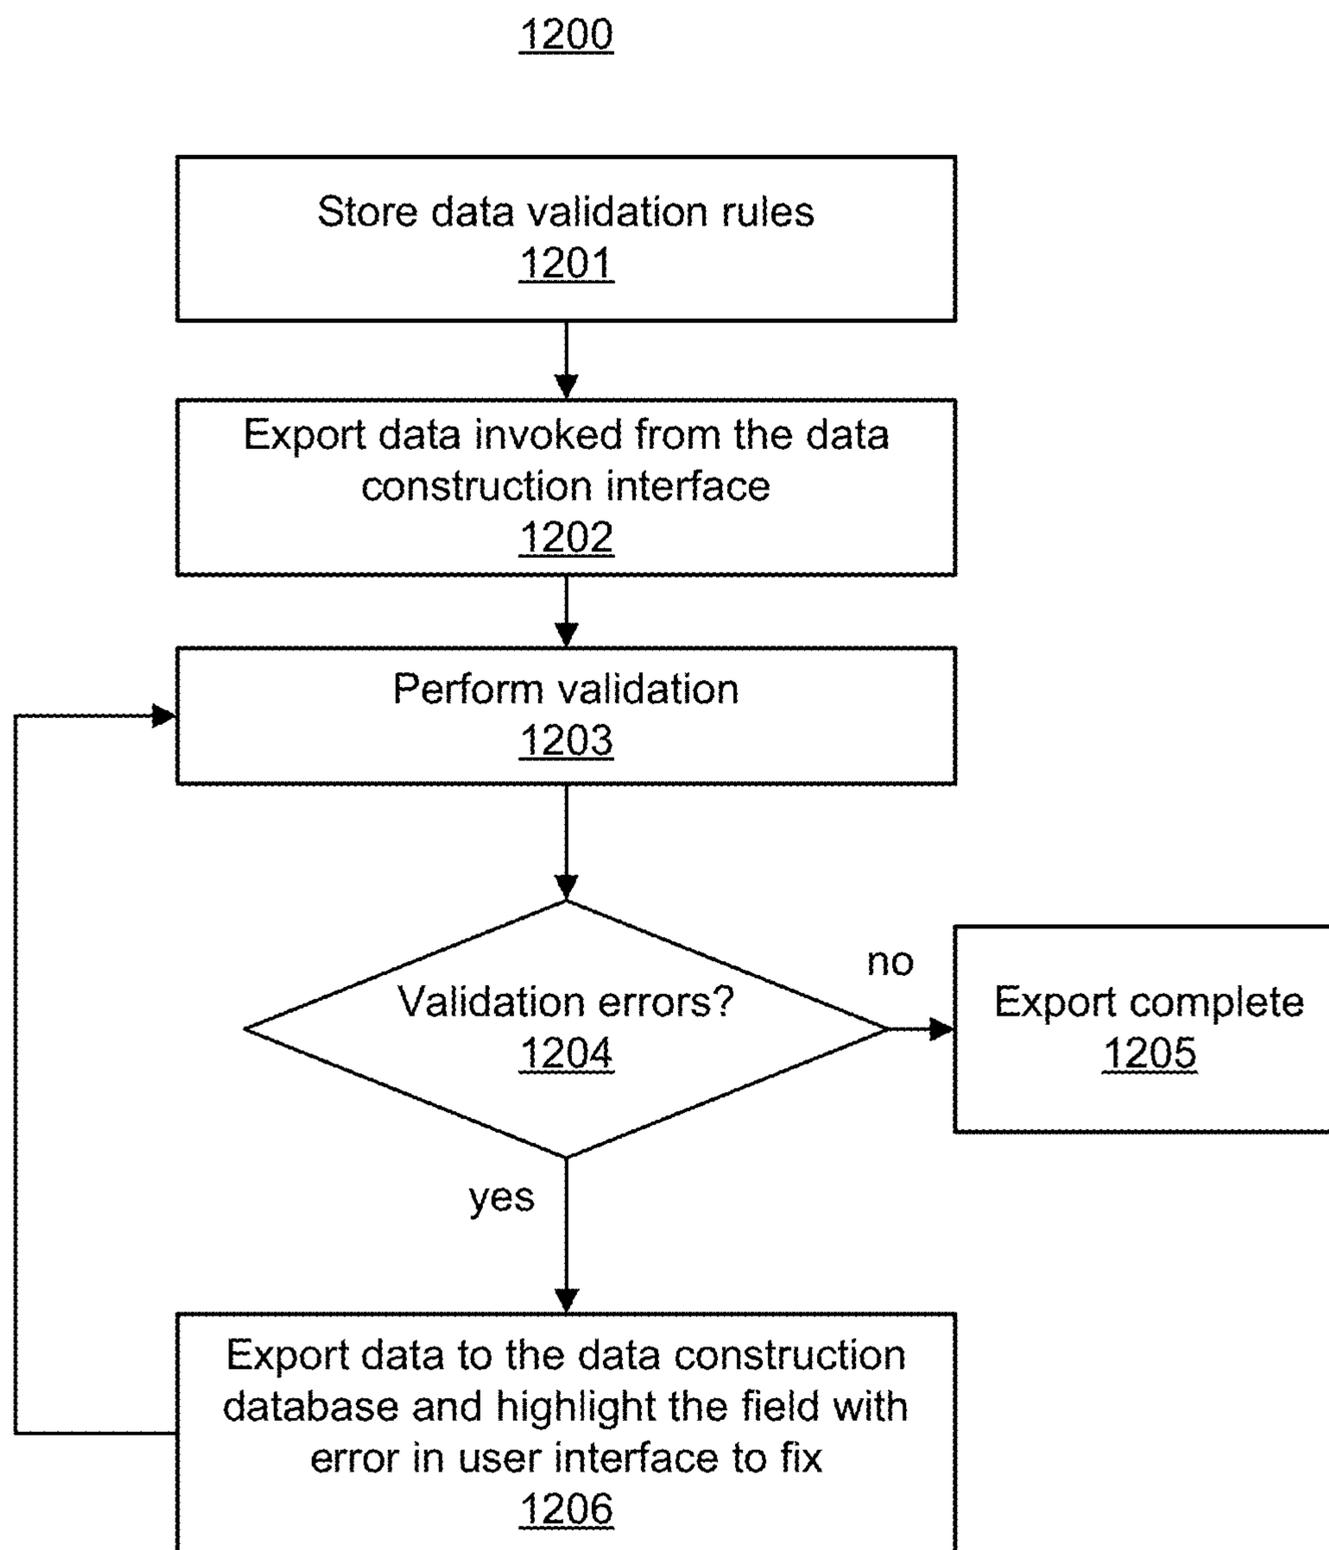 1200
Store data validation rules
1201
Export data invoked from the data
construction interface
1202
Perform validation
1203
Validation errors?
1204
no
Export complete
1205
yes
Export data to the data construction
database and highlight the field with
error in user interface to fix
1206